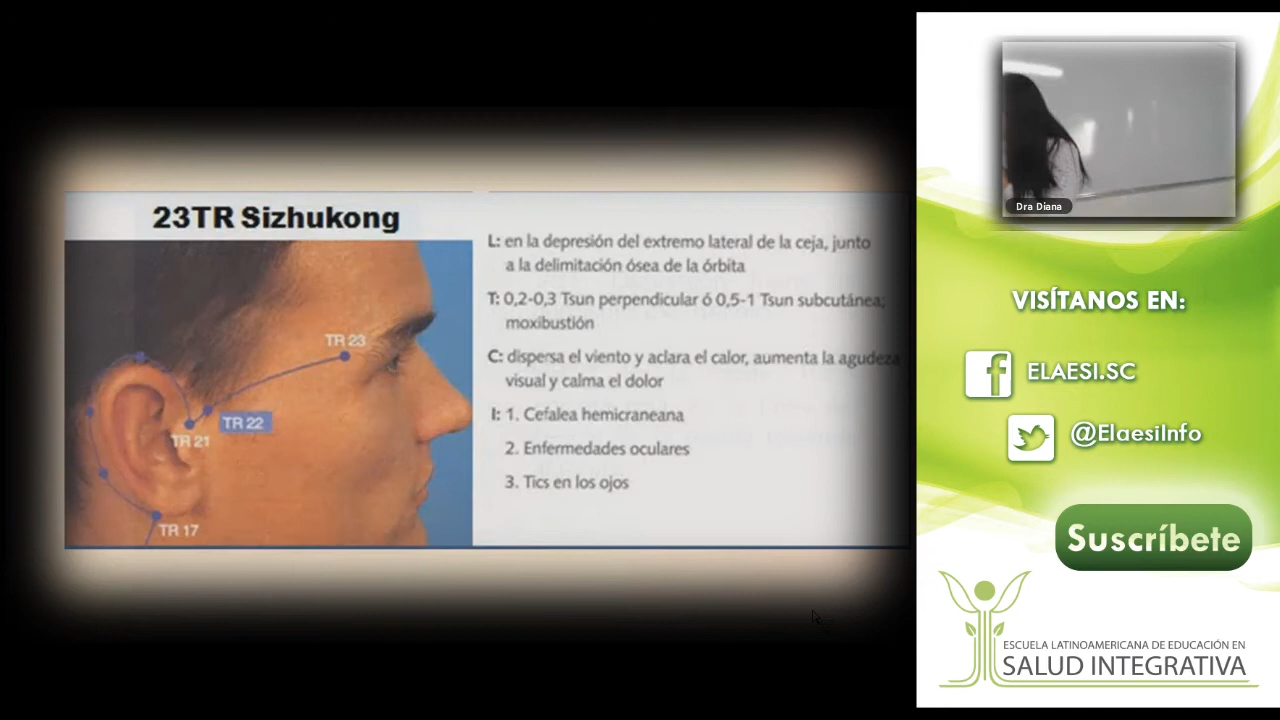 23TR Sizhukong
L: en la depresión del extremo lateral de la ceja, junto
a la delimitación ósea de la órbita
T: 0,2-0,3 Tsun perpendicular ó 0,5-1 Tsun subcutánea;
moxibustión
C: dispersa el viento y aclara el calor, aumenta la agudeza
visual y calma el dolor
I: 1. Cefalea hemicraneana
2. Enfermedades oculares
3. Tics en los ojos
TR 23
TR 22
TR 21
TR 17
Dra Diana
VISÍTANOS EN:
ELAESI.SC
@ElaesiInfo
Suscríbete
ESCUELA LATINOAMERICANA DE EDUCACIÓN EN
SALUD INTEGRATIVA